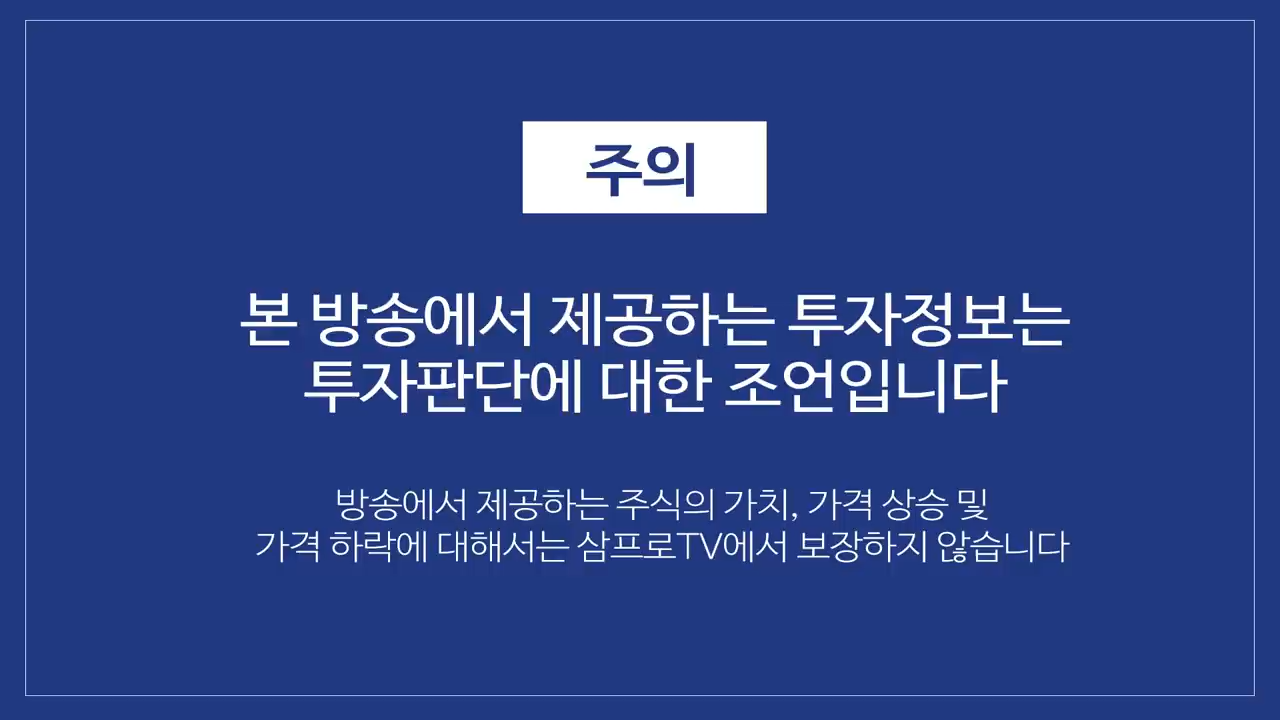 주의
본 방송에서 제공하는 투자정보는
투자판단에 대한 조언입니다
방송에서 제공하는 주식의 가치, 가격 상승 및
가격 하락에 대해서는 삼프로TV에서 보장하지 않습니다